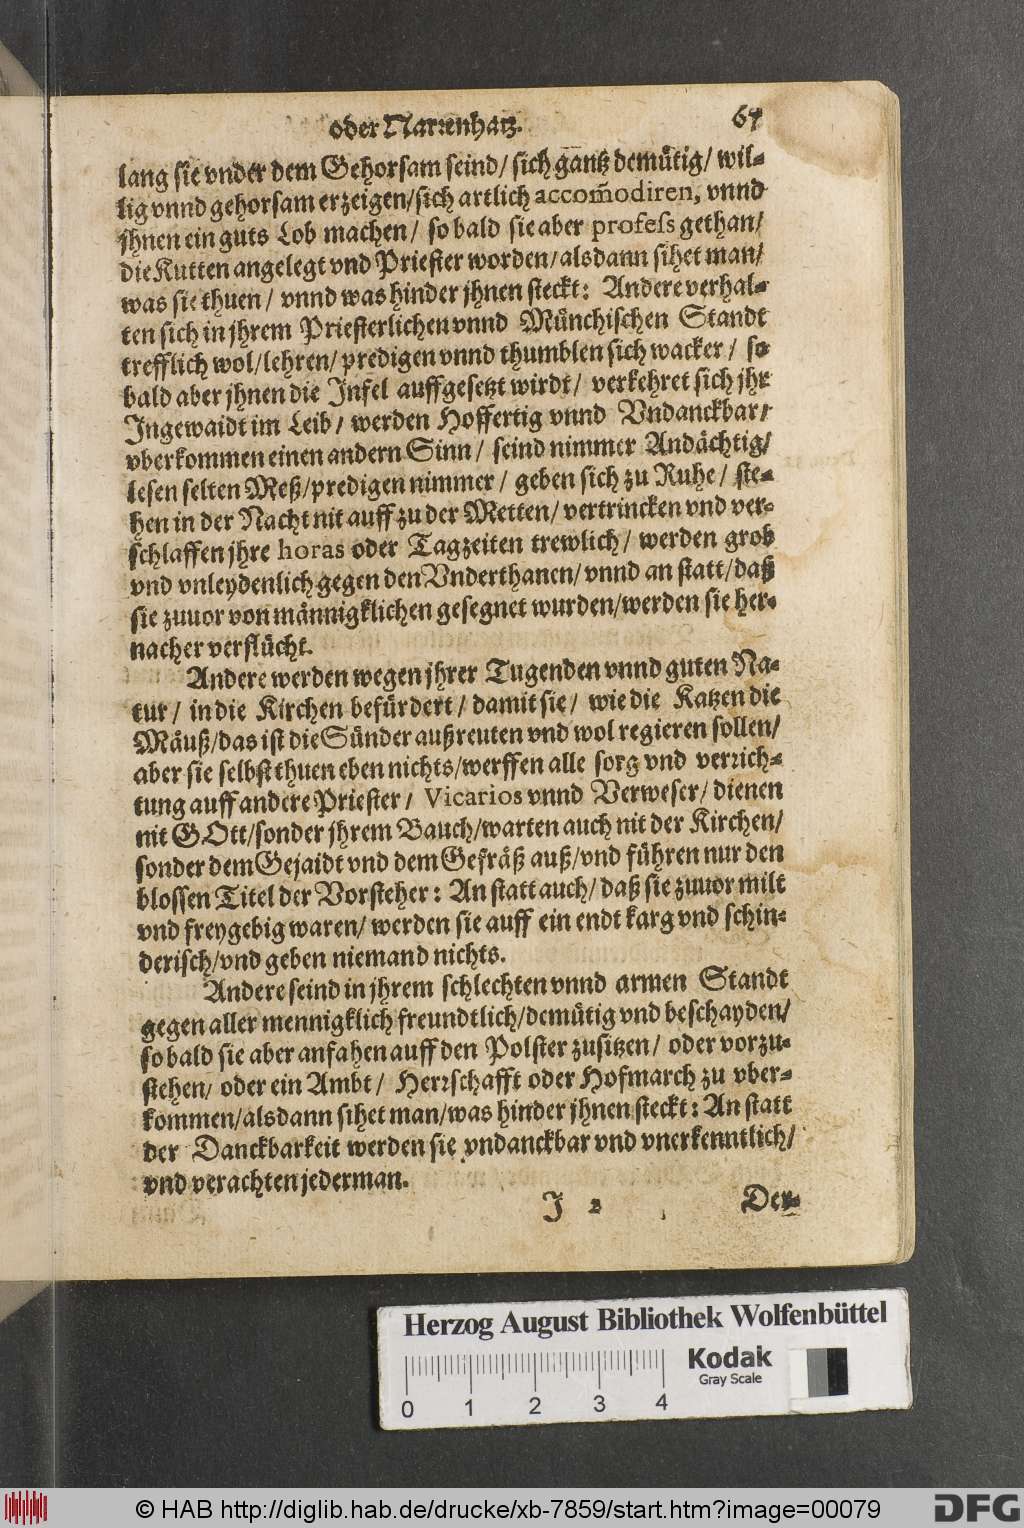 oder Narrenhatz. 67
lang sie vnder dem Gehorsam seind/ sich gantz demütig/ wil-
lig vnnd gehorsam erzeigen/sich artlich accom̃odiren, vnnd
jhnen ein guts Lob machen/ so bald sie aber profeſs gethan/
die Kutten angelegt vnd Priester worden/alsdann sihet man/
was sie thuen/ vnnd was hinder jhnen steckt: Andere verhal-
ten sich in jhrem Priesterlichen vnnd Münchischen Standt
trefflich wol/lehren/ predigen vnnd thumblen sich wacker/ so
bald aber jhnen die Infel auffgesetzt wirdt/ verkehret sich jhr
Ingewaidt im Leib/ werden Hoffertig vnnd Vndanckbar/
vberkommen einen andern Sinn/ seind nimmer Andächtig/
lesen selten Meß/predigen nimmer/ geben sich zu Ruhe/ ste-
hen in der Nacht nit auff zu der Metten/ vertrincken vnd ver-
schlaffen jhre horas oder Tagzeiten trewlich/ werden grob
vnd vnleydenlich gegen den Vnderthanen/ vnnd an statt/daß
sie zuuor von männigklichen gesegnet wurden/werden sie her-
nacher verflücht.
Andere werden wegen jhrer Tugenden vnnd guten Na-
tur/ in die Kirchen befürdert/ damit sie/ wie die Katzen die
Mäuß/das ist die Sünder außreuten vnd wol regieren sollen/
aber sie selbst thuen eben nichts/werffen alle sorg vnd verrich-
tung auff andere Priester/ Vicarios vnnd Verweser/ dienen
nit GOtt/sonder jhrem Bauch/warten auch nit der Kirchen/
sonder dem Gejaidt vnd dem Gefräß auß/vnd führen nur den
blossen Titel der Vorsteher: An statt auch/ daß sie zuuor milt
vnd freygebig waren/ werden sie auff ein endt karg vnd schin-
derisch/vnd geben niemand nichts.
Andere seind in jhrem schlechten vnnd armen Standt
gegen aller mennigklich freundtlich/demütig vnd beschayden/
so bald sie aber anfahen auff den Polster zusitzen/ oder vorzu-
stehen/ oder ein Ambt/ Herrschafft oder Hofmarch zu vber-
kommen/alsdann sihet man/was hinder jhnen steckt: An statt
der Danckbarkeit werden sie vndanckbar vnd vnerkenntlich/
vnd verachten jederman.
I 2 Der-
Herzog August Bibliothek Wolfenbüttel
Kodak
Gray Scale
0 1 2 3 4
© HAB http://diglib.hab.de/drucke/xb-7859/start.htm?image=00079
DFG